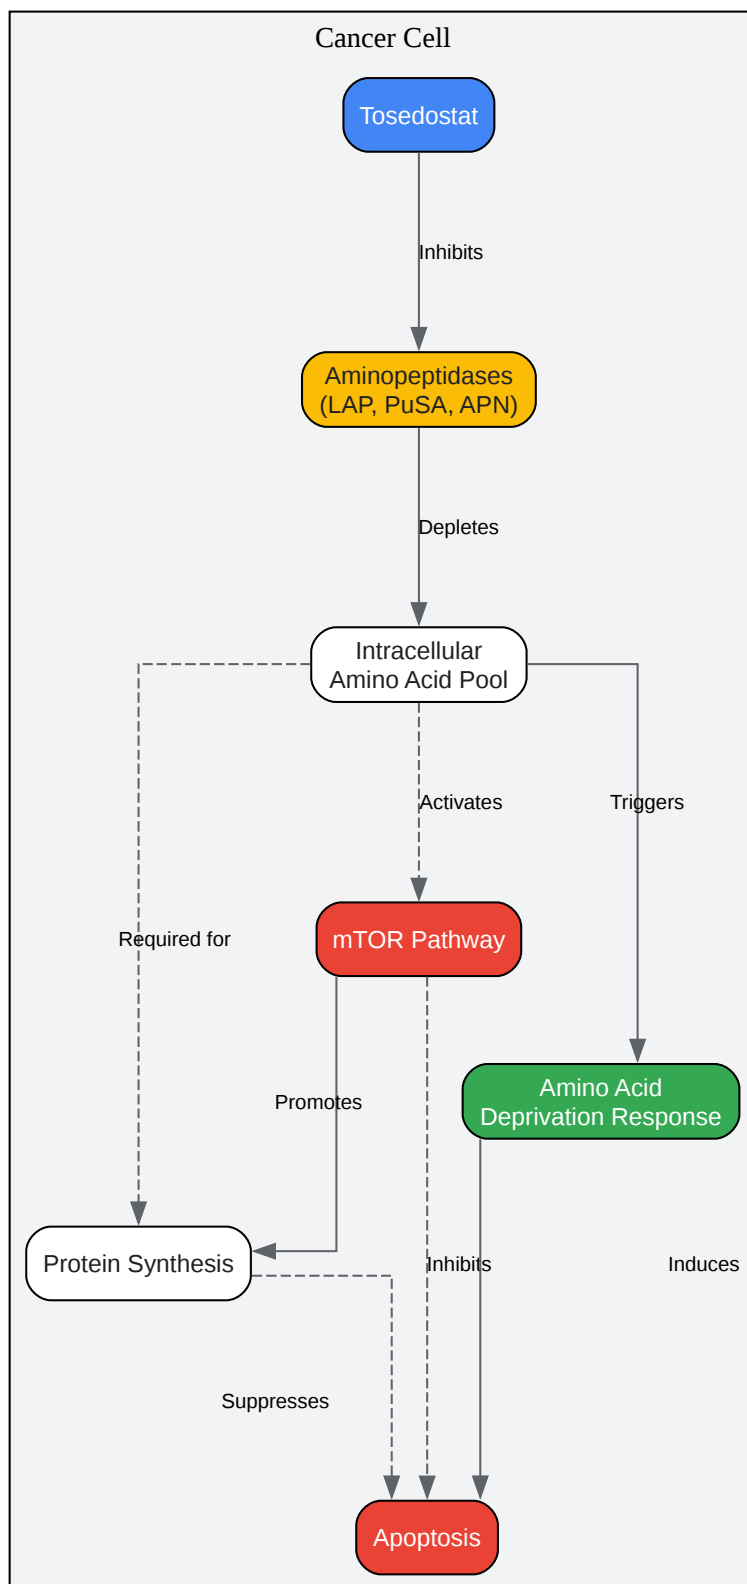 Cancer Cell
Tosedostat
Inhibits
Aminopeptidases
(LAP, PuSA, APN)
Depletes
Intracellular
Amino Acid Pool
Activates
Triggers
Required for
mTOR Pathway
Amino Acid
Deprivation Response
Promotes
Protein Synthesis
Inhibits
Induces
Suppresses
Apoptosis